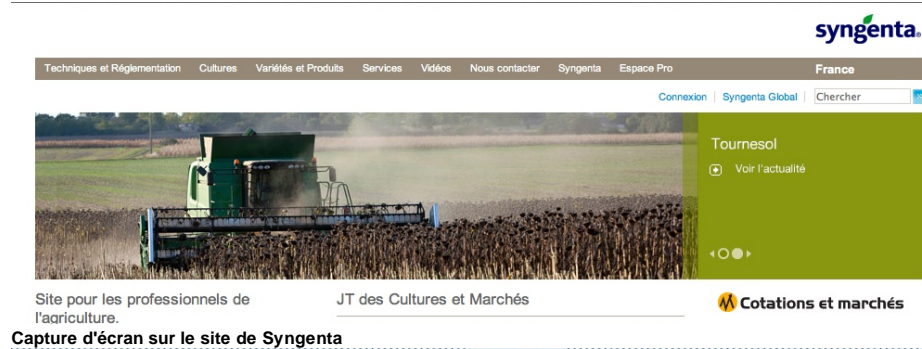 syngenta
Techniques et Réglementation Cultures Variétés et Produits Services Vidéos Nous contacter Syngenta Espace Pro France
Connexion | Syngenta Global | Chercher
Tournesol
Voir l'actualité
Site pour les professionnels de
l'agriculture.
JT des Cultures et Marchés
Cotations et marchés
Capture d'écran sur le site de Syngenta